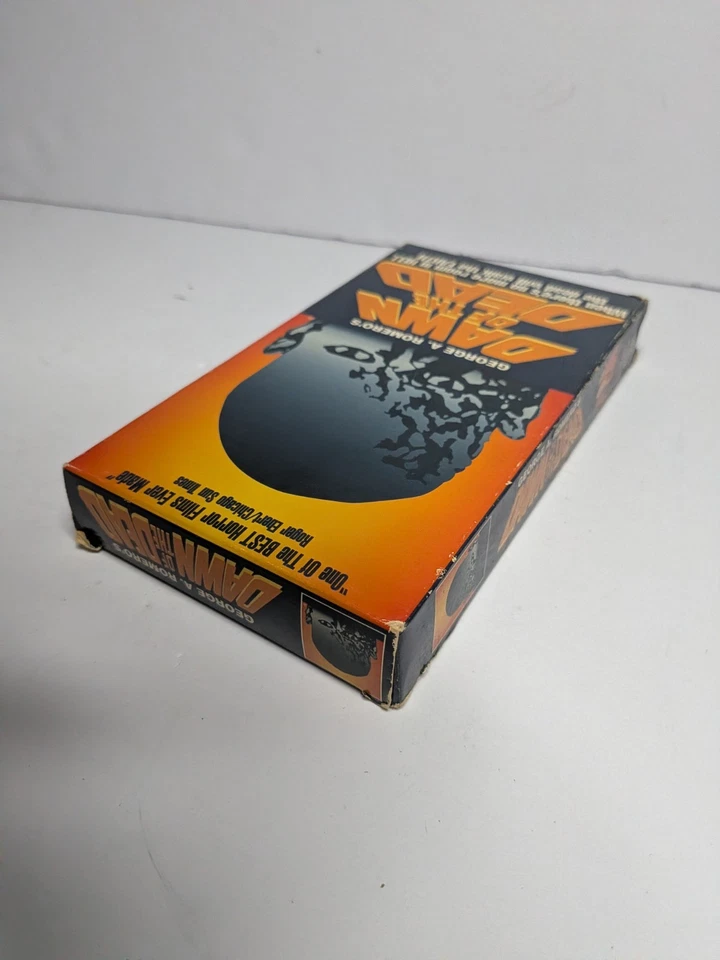 "One Of The BEST Horror Films Ever Made"
Roger Ebert/Chicago Sun Times
GEORGE A. ROMERO'S
DAWN
OF THE
DEAD
When there's no more room in hell
the dead will walk the earth
GEORGE A. ROMERO'S
DAWN
OF THE
DEAD
DAWN